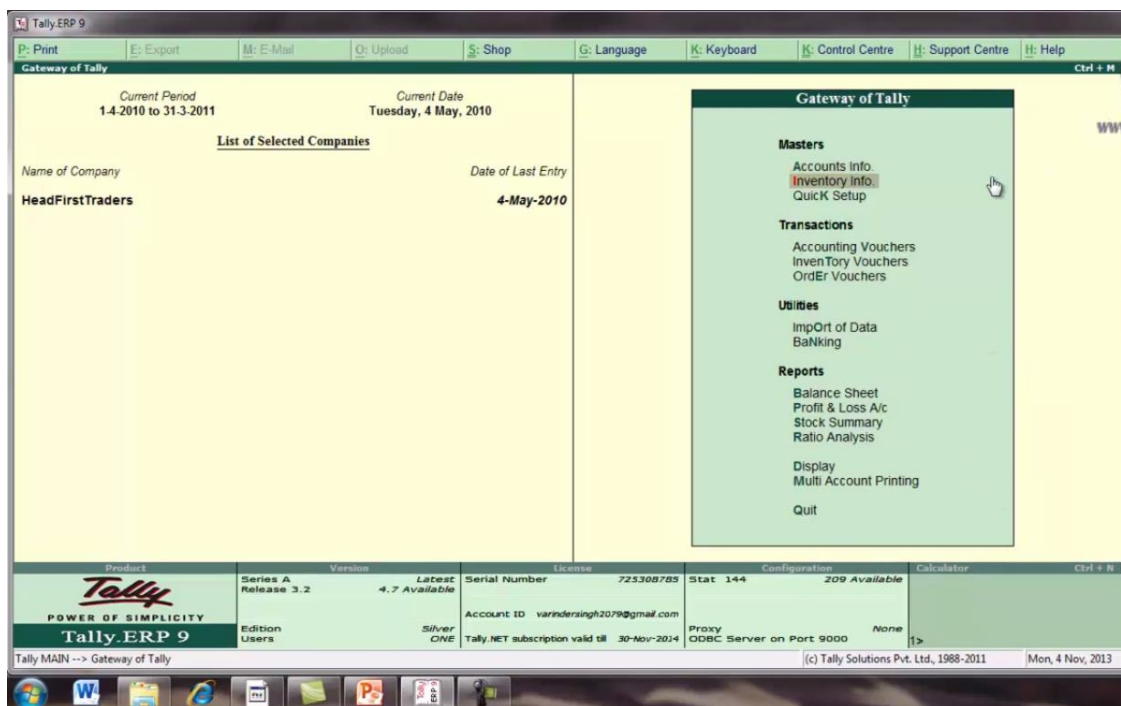 Tally.ERP 9
P: Print E: Export M: E-Mail O: Upload S: Shop G: Language K: Keyboard K: Control Centre H: Support Centre H: Help
Gateway of Tally Ctrl + M
Current Period
1-4-2010 to 31-3-2011
Current Date
Tuesday, 4 May, 2010
List of Selected Companies
Name of Company Date of Last Entry
HeadFirstTraders 4-May-2010
Gateway of Tally
Masters
Accounts Info.
Inventory Info.
QuicK Setup
Transactions
Accounting Vouchers
InvenTory Vouchers
OrdEr Vouchers
Utilities
ImpOrt of Data
BaNking
Reports
Balance Sheet
Profit & Loss A/c
Stock Summary
Ratio Analysis
Display
Multi Account Printing
Quit
Product Version License Configuration Calculator Ctrl + N
Tally
POWER OF SIMPLICITY
Tally.ERP 9
Series A Latest
Release 3.2 4.7 Available
Edition Silver
Users ONE
Serial Number 725308785
Account ID varindersingh2079@gmail.com
Tally.NET subscription valid till 30-Nov-2014
Stat 144 209 Available
Proxy None
ODBC Server on Port 9000
1>
Tally MAIN --> Gateway of Tally (c) Tally Solutions Pvt. Ltd., 1988-2011 Mon, 4 Nov, 2013